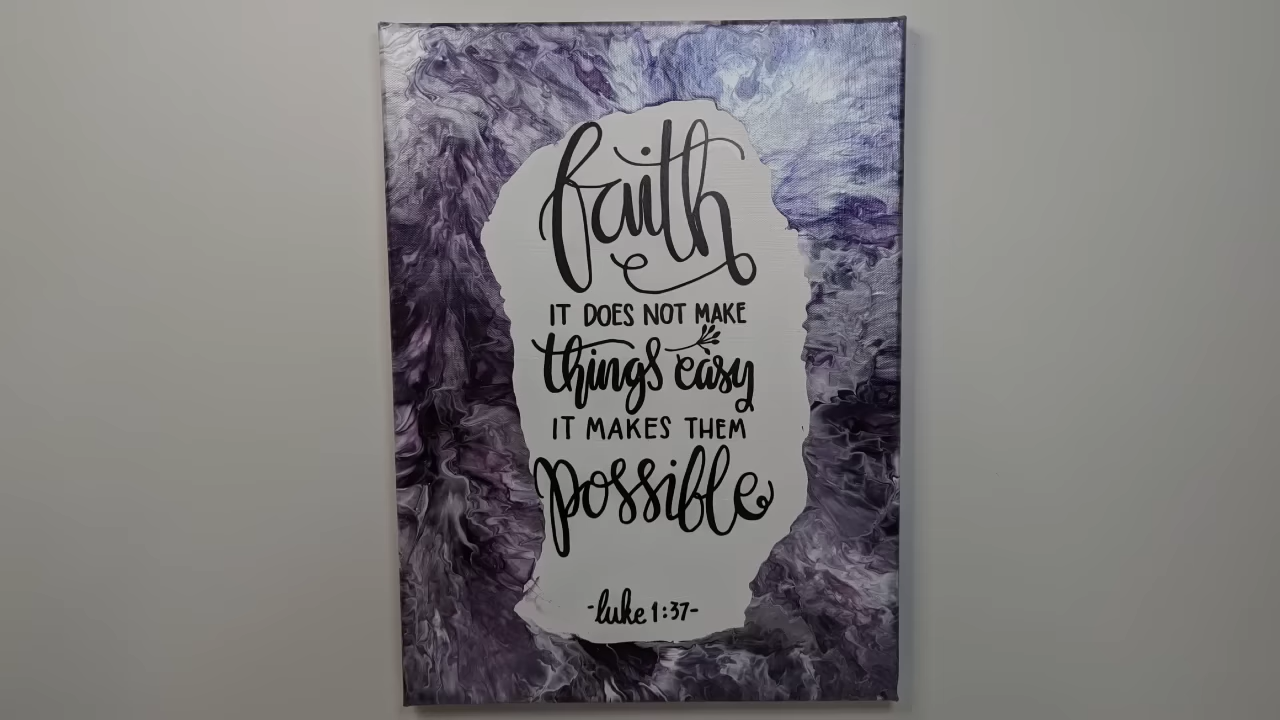 faith
IT DOES NOT MAKE
things easy
IT MAKES THEM
possible
-luke 1:37-